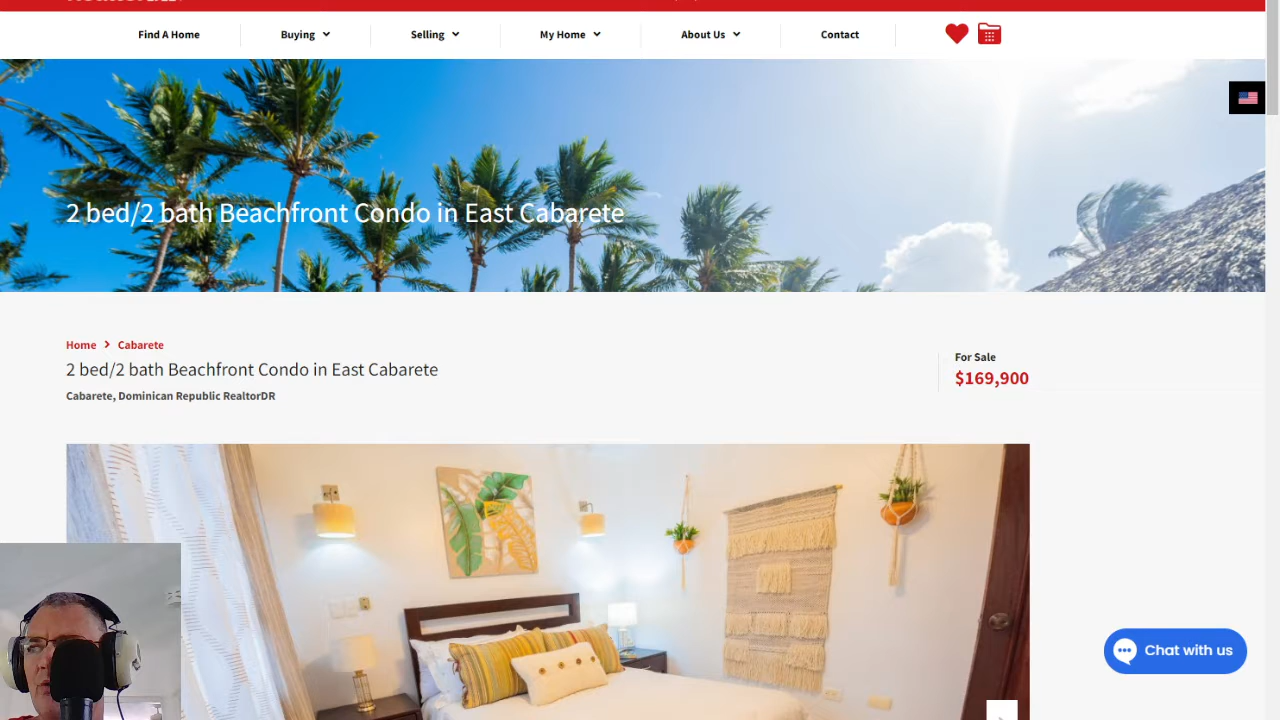 Find A Home
Buying
Selling
My Home
About Us
Contact
2 bed/2 bath Beachfront Condo in East Cabarete
Home > Cabarete
2 bed/2 bath Beachfront Condo in East Cabarete
Cabarete, Dominican Republic RealtorDR
For Sale
$169,900
Chat with us